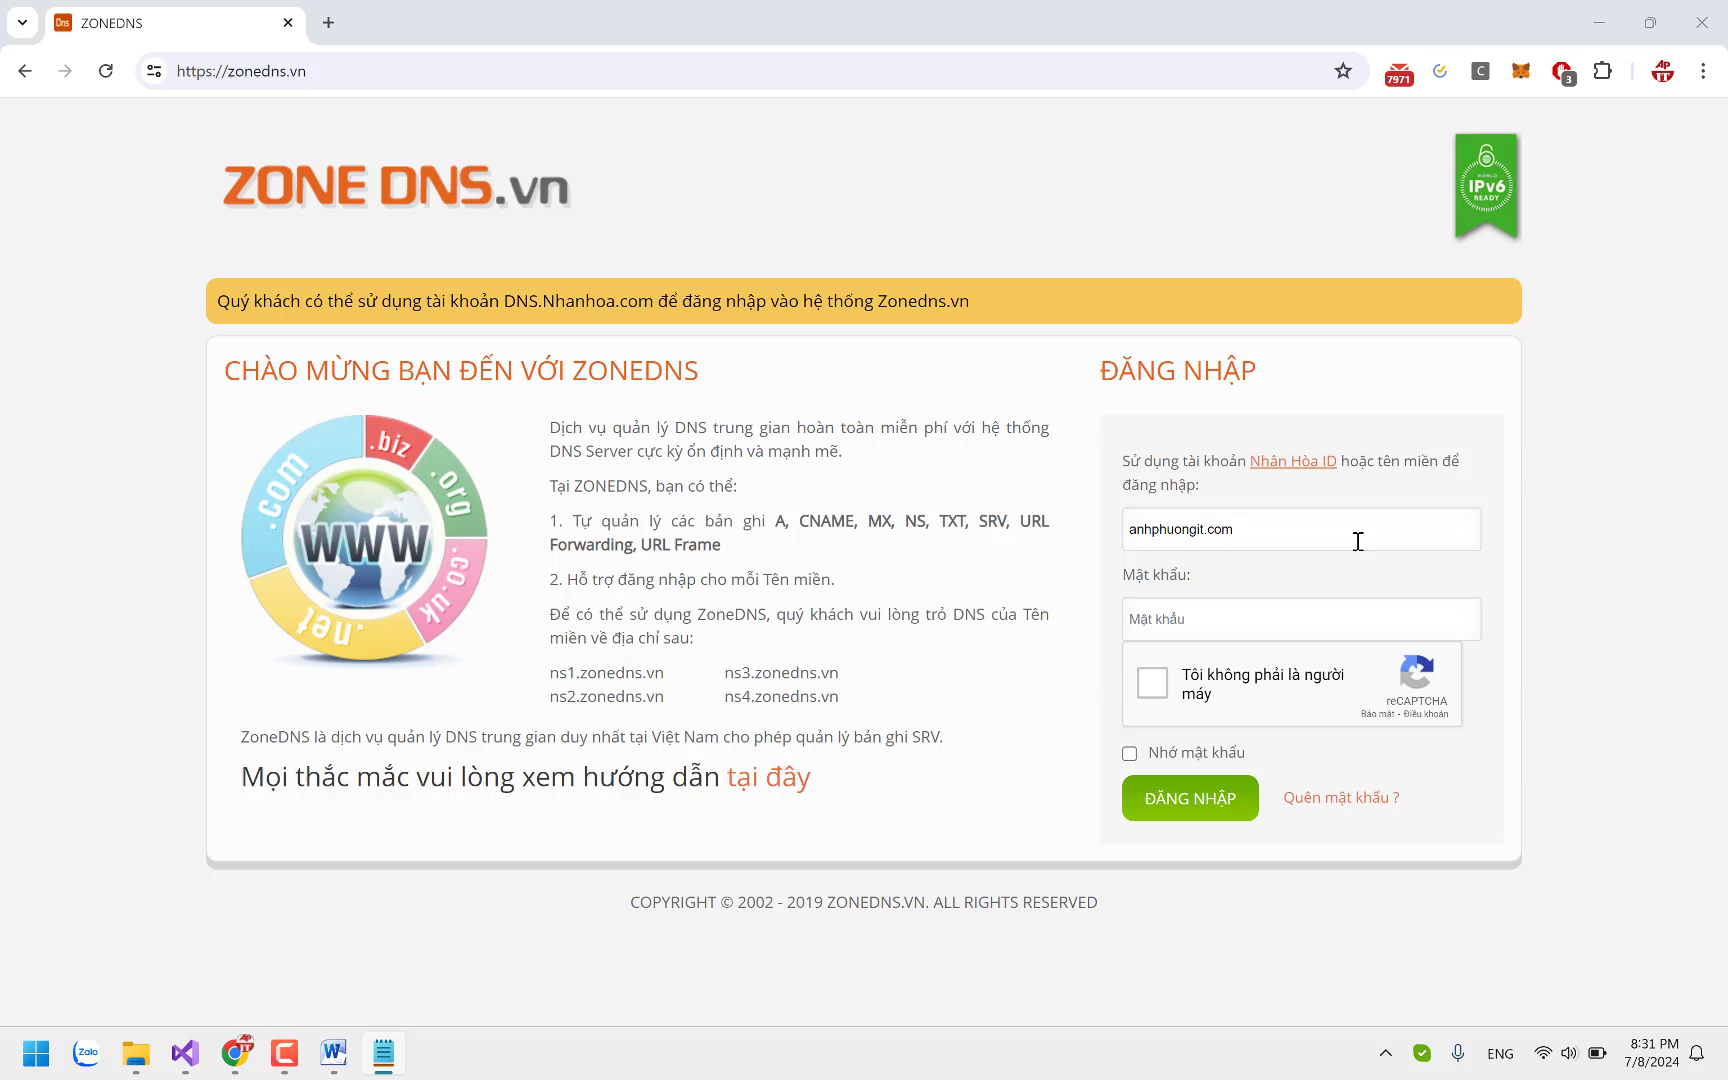 Dns ZONEDNS
https://zonedns.vn
7971
C
3
AP
IT
ZONE DNS.vn
WORLD
IPv6
READY
Quý khách có thể sử dụng tài khoản DNS.Nhanhoa.com để đăng nhập vào hệ thống Zonedns.vn
CHÀO MỪNG BẠN ĐẾN VỚI ZONEDNS
.com
.biz
.org
.co.uk
.net
WWW
Dịch vụ quản lý DNS trung gian hoàn toàn miễn phí với hệ thống
DNS Server cực kỳ ổn định và mạnh mẽ.
Tại ZONEDNS, bạn có thể:
1. Tự quản lý các bản ghi A, CNAME, MX, NS, TXT, SRV, URL
Forwarding, URL Frame
2. Hỗ trợ đăng nhập cho mỗi Tên miền.
Để có thể sử dụng ZoneDNS, quý khách vui lòng trỏ DNS của Tên
miền về địa chỉ sau:
ns1.zonedns.vn ns3.zonedns.vn
ns2.zonedns.vn ns4.zonedns.vn
ZoneDNS là dịch vụ quản lý DNS trung gian duy nhất tại Việt Nam cho phép quản lý bản ghi SRV.
Mọi thắc mắc vui lòng xem hướng dẫn tại đây
ĐĂNG NHẬP
Sử dụng tài khoản Nhân Hòa ID hoặc tên miền để
đăng nhập:
anhphuongit.com
Mật khẩu:
Mật khẩu
Tôi không phải là người
máy
reCAPTCHA
Bảo mật - Điều khoản
Nhớ mật khẩu
ĐĂNG NHẬP
Quên mật khẩu ?
COPYRIGHT © 2002 - 2019 ZONEDNS.VN. ALL RIGHTS RESERVED
Zalo
AP
IT
W
ENG
8:31 PM
7/8/2024